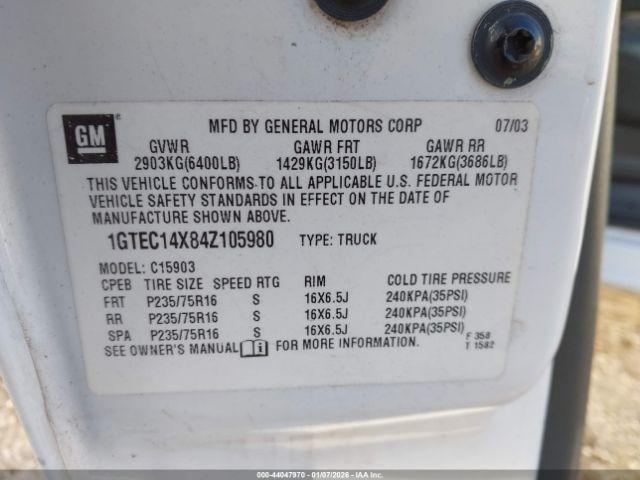 GM
MFD BY GENERAL MOTORS CORP 07/03
GVWR GAWR FRT GAWR RR
2903KG(6400LB) 1429KG(3150LB) 1672KG(3686LB)
THIS VEHICLE CONFORMS TO ALL APPLICABLE U.S. FEDERAL MOTOR
VEHICLE SAFETY STANDARDS IN EFFECT ON THE DATE OF
MANUFACTURE SHOWN ABOVE.
1GTEC14X84Z105980 TYPE: TRUCK
MODEL: C15903
CPEB TIRE SIZE SPEED RTG RIM COLD TIRE PRESSURE
FRT P235/75R16 S 16X6.5J 240KPA(35PSI)
RR P235/75R16 S 16X6.5J 240KPA(35PSI)
SPA P235/75R16 S 16X6.5J 240KPA(35PSI)
SEE OWNER'S MANUAL FOR MORE INFORMATION.
F 358
T 1582
000-44047970 - 01/07/2026 - IAA Inc.